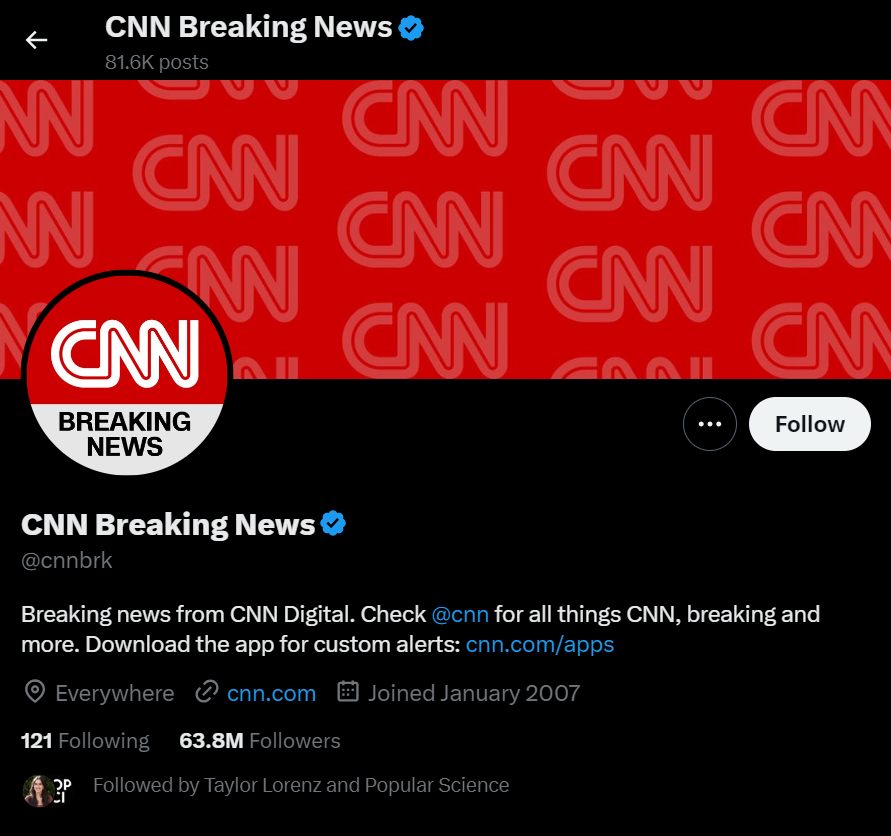 CNN Breaking News
81.6K posts
CNN
BREAKING
NEWS
Follow
CNN Breaking News
@cnnbrk
Breaking news from CNN Digital. Check @cnn for all things CNN, breaking and
more. Download the app for custom alerts: cnn.com/apps
Everywhere cnn.com Joined January 2007
121 Following 63.8M Followers
Followed by Taylor Lorenz and Popular Science